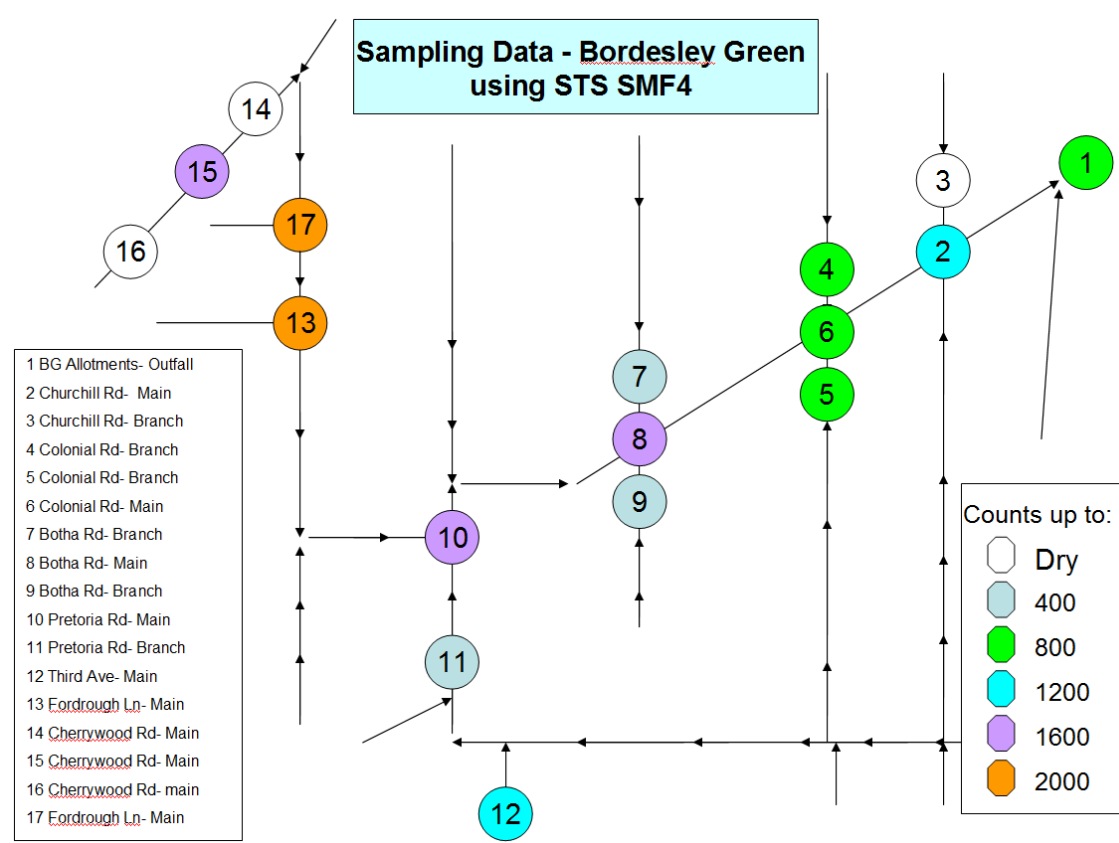 Sampling Data - Bordesley Green
using STS SMF4
14
15
16
17
13
1
3
2
4
6
5
7
8
9
10
11
12
1 BG Allotments- Outfall
2 Churchill Rd-  Main
3 Churchill Rd- Branch
4 Colonial Rd- Branch
5 Colonial Rd- Branch
6 Colonial Rd- Main
7 Botha Rd- Branch
8 Botha Rd- Main
9 Botha Rd- Branch
10 Pretoria Rd- Main
11 Pretoria Rd- Branch
12 Third Ave- Main
13 Fordrough Ln- Main
14 Cherrywood Rd- Main
15 Cherrywood Rd- Main
16 Cherrywood Rd- main
17 Fordrough Ln- Main
Counts up to:
Dry
400
800
1200
1600
2000